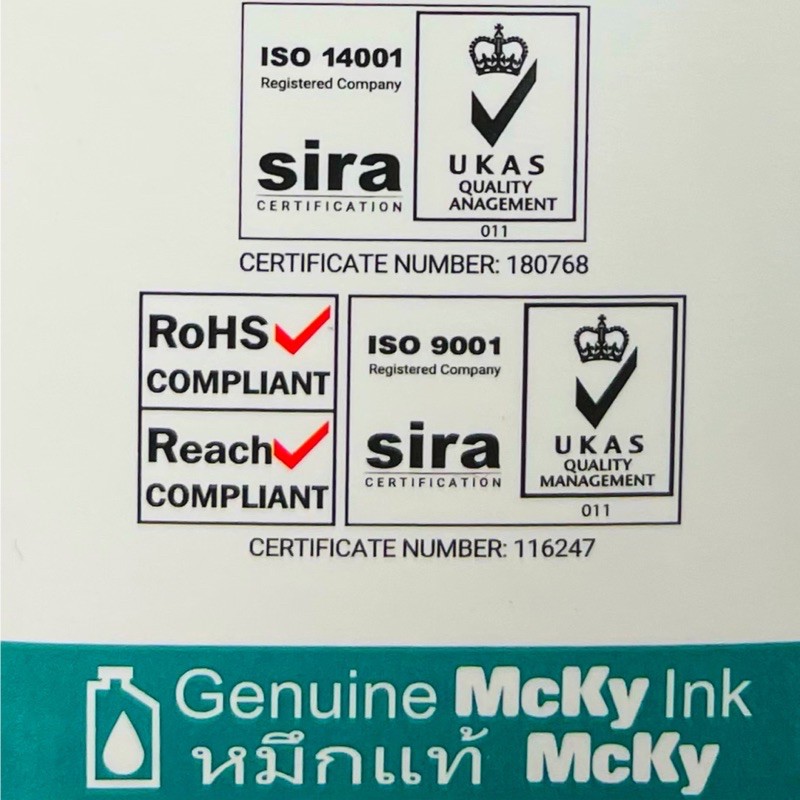 ISO 14001
Registered Company
sira
CERTIFICATION
UKAS
QUALITY
ANAGEMENT
011
CERTIFICATE NUMBER: 180768
RoHS
COMPLIANT
Reach
COMPLIANT
ISO 9001
Registered Company
sira
CERTIFICATION
UKAS
QUALITY
MANAGEMENT
011
CERTIFICATE NUMBER: 116247
Genuine McKy Ink
หมึกแท้ McKy